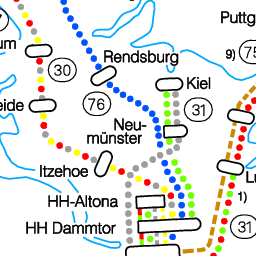 Puttg
Rendsburg
9) 75
um
30
Kiel
76
31
eide
Neu-
münster
Itzehoe
Lu
HH-Altona
1)
HH Dammtor
31